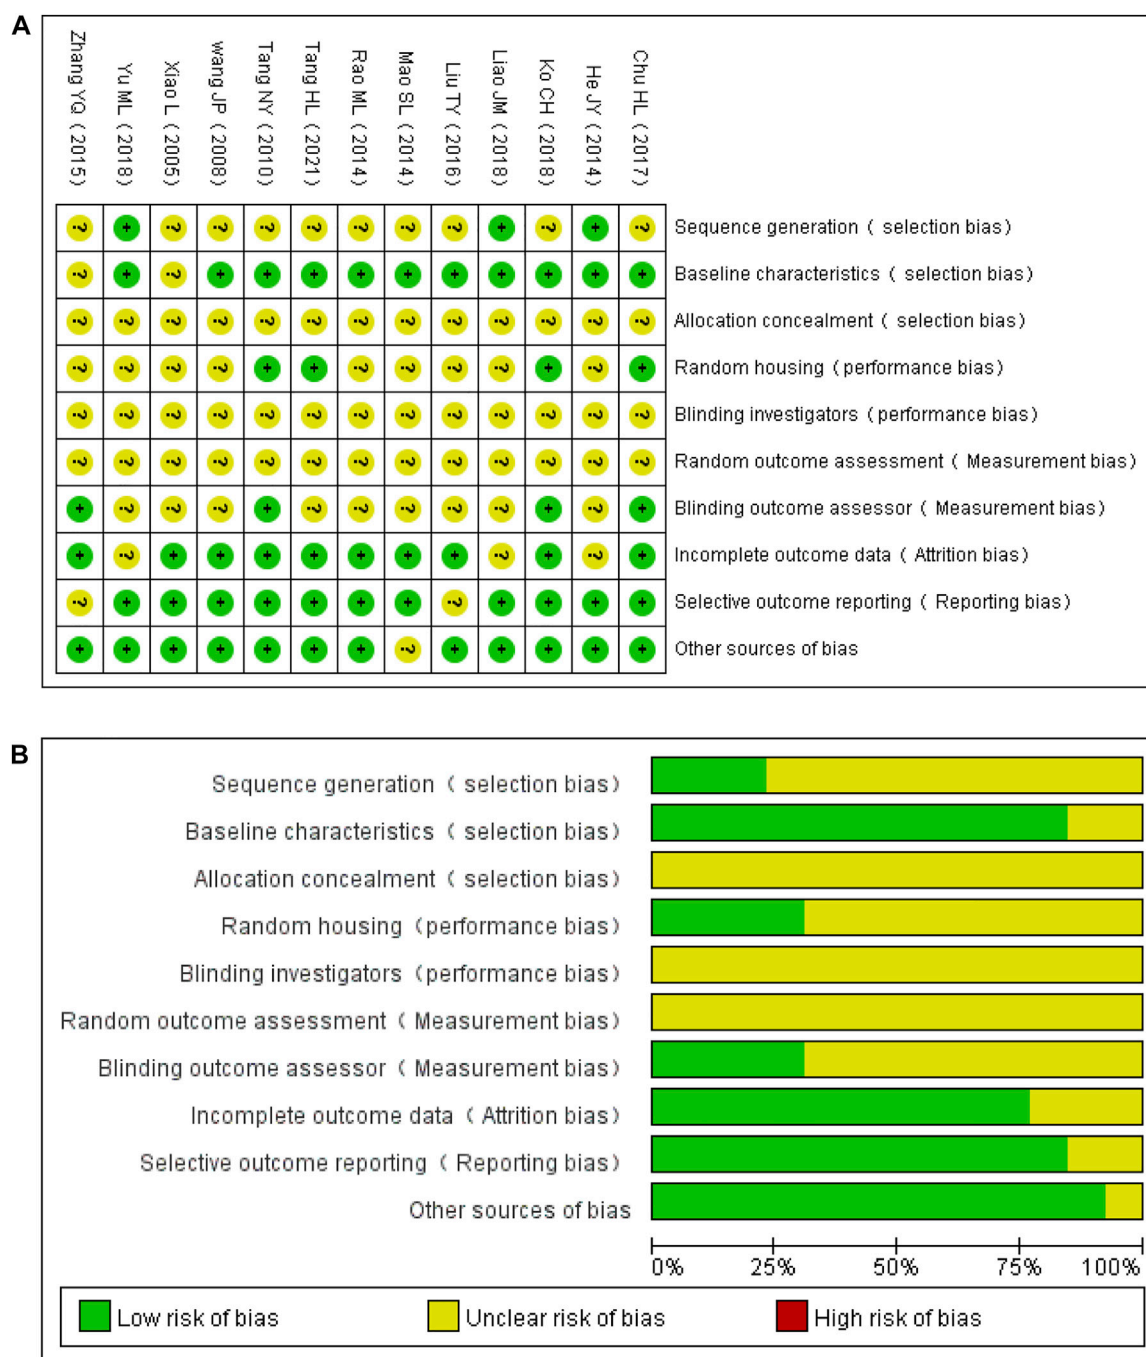 A
Zhang YQ (2015)
Yu ML (2018)
Xiao L (2005)
wang JP (2008)
Tang NY (2010)
Tang HL (2021)
Rao ML (2014)
Mao SL (2014)
Liu TY (2016)
Liao JM (2018)
Ko CH (2018)
He JY (2014)
Chu HL (2017)
? + ? ? ? ? ? ? ? + ? + ? Sequence generation ( selection bias)
? + ? + + + + + + + + + + Baseline characteristics ( selection bias)
? ? ? ? ? ? ? ? ? ? ? ? ? Allocation concealment ( selection bias)
? ? ? ? + + ? ? ? ? + ? + Random housing (performance bias)
? ? ? ? ? ? ? ? ? ? ? ? ? Blinding investigators (performance bias)
? ? ? ? ? ? ? ? ? ? ? ? ? Random outcome assessment ( Measurement bias)
+ ? ? ? + ? ? ? ? ? + ? + Blinding outcome assessor ( Measurement bias)
+ ? + + + + + + + ? + ? + Incomplete outcome data ( Attrition bias)
? + + + + + + + ? + + + + Selective outcome reporting ( Reporting bias)
+ + + + + + + ? + + + + + Other sources of bias
B
Sequence generation ( selection bias)
Baseline characteristics ( selection bias)
Allocation concealment ( selection bias)
Random housing (performance bias)
Blinding investigators (performance bias)
Random outcome assessment ( Measurement bias)
Blinding outcome assessor ( Measurement bias)
Incomplete outcome data ( Attrition bias)
Selective outcome reporting ( Reporting bias)
Other sources of bias
0% 25% 50% 75% 100%
Low risk of bias Unclear risk of bias High risk of bias